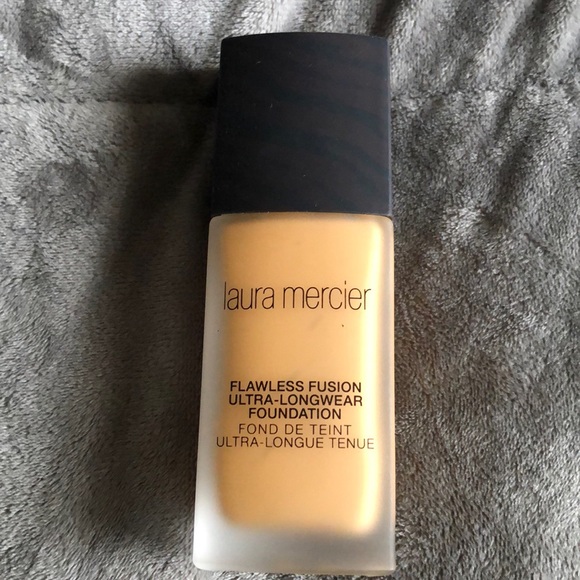 laura mercier
FLAWLESS FUSION
ULTRA-LONGWEAR
FOUNDATION
FOND DE TEINT
ULTRA-LONGUE TENUE